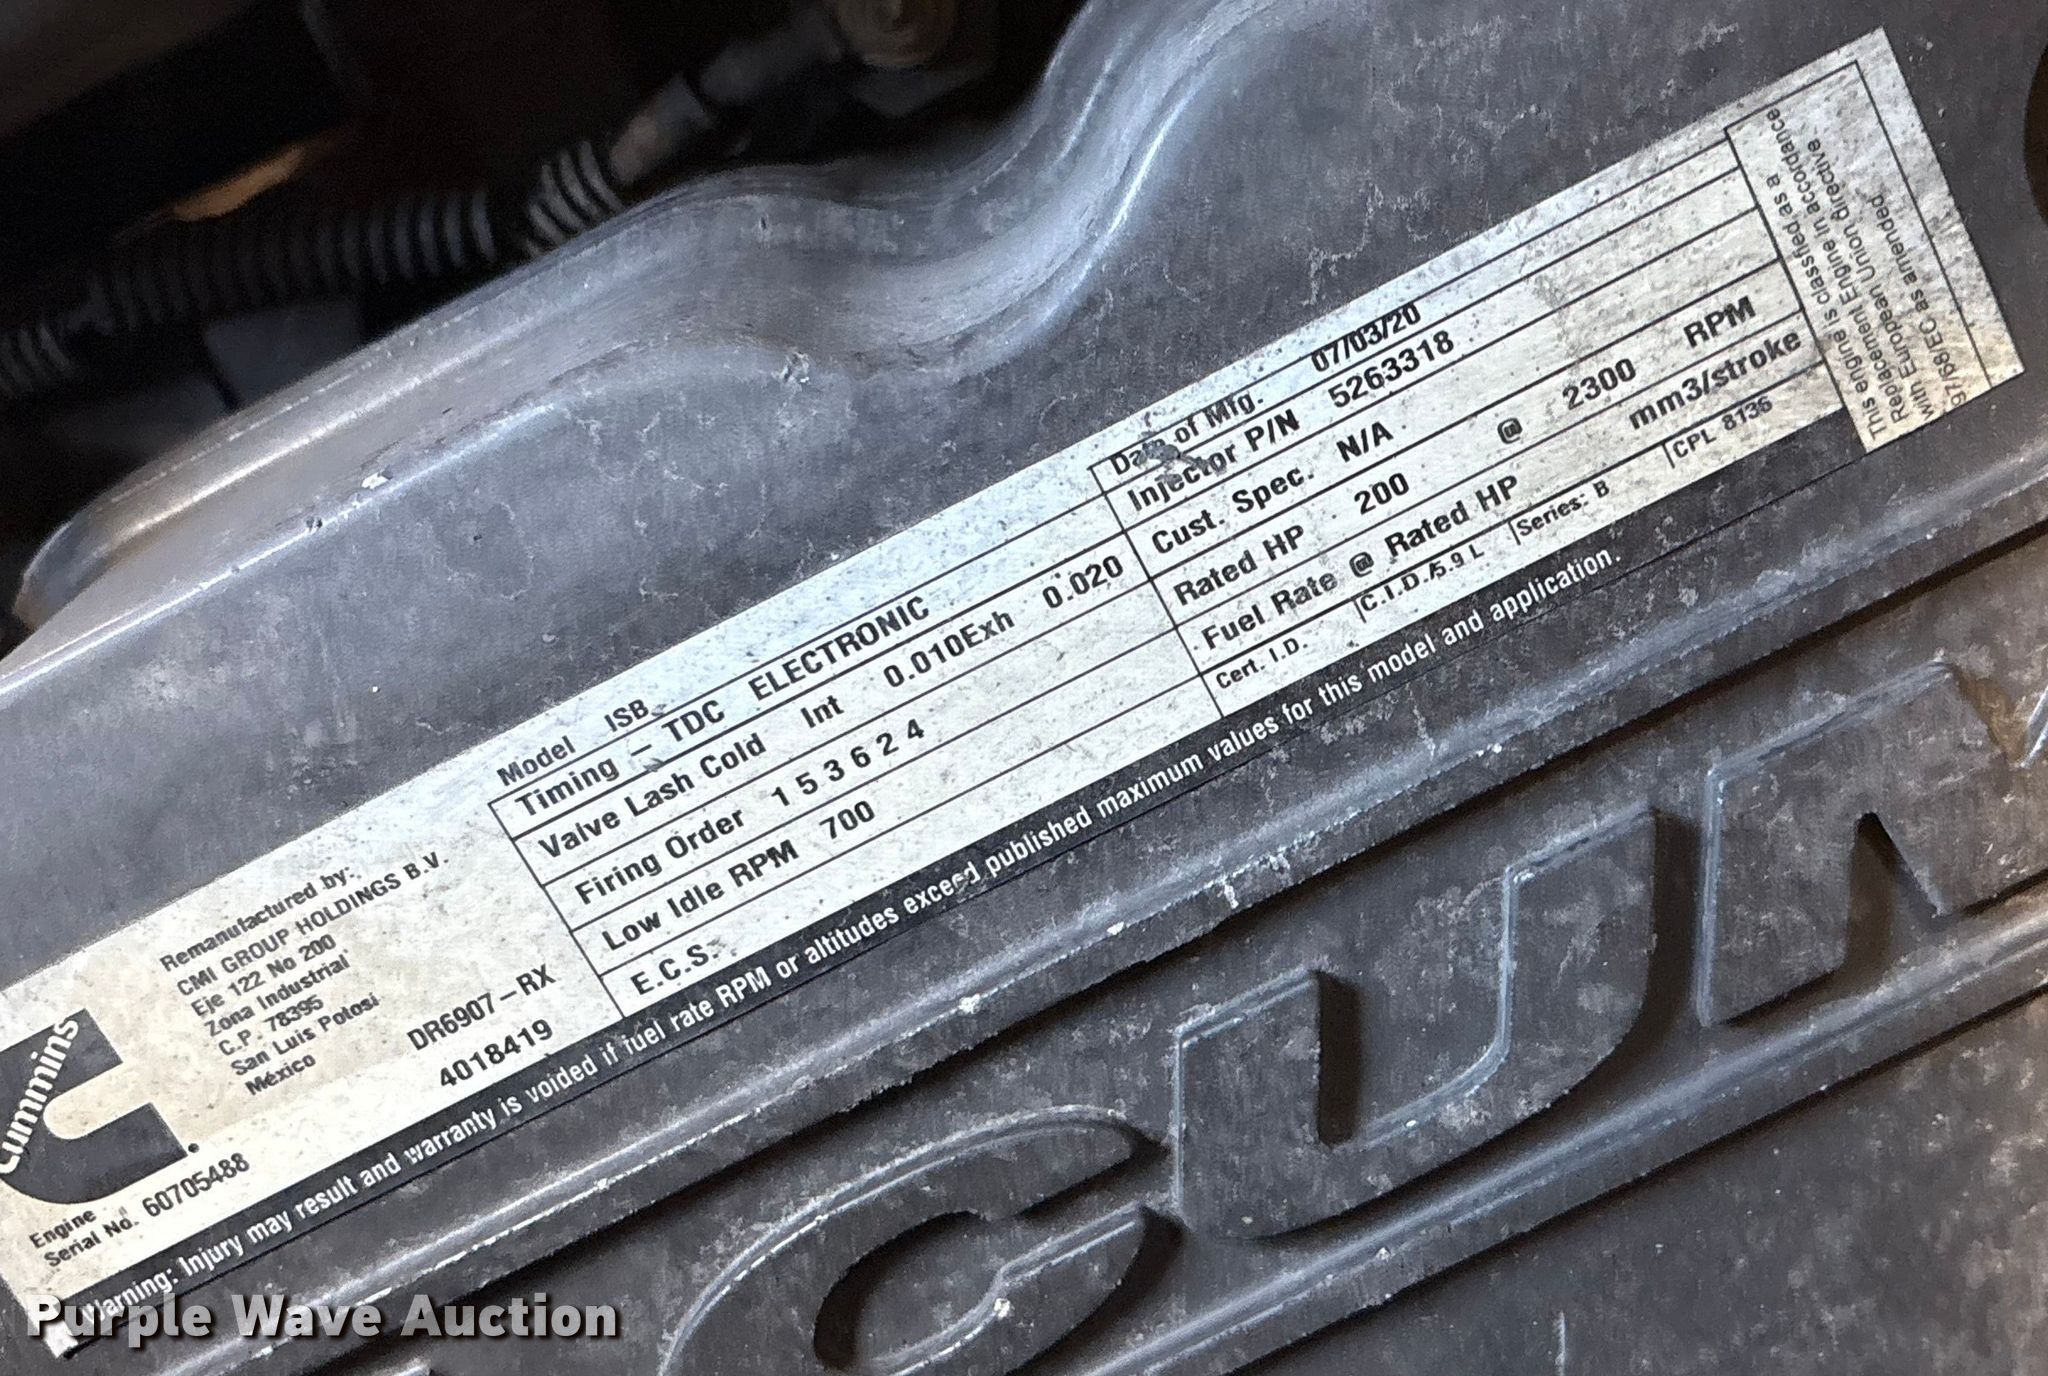 Cummins
Remanufactured by:
CMI GROUP HOLDINGS B.V.
Eje 122 No 200
Zona Industrial
C.P. 78395
San Luis Potosi
México
DR6907-RX
4018419
Engine
Serial No. 60705488
Model ISB
Timing - TDC ELECTRONIC
Valve Lash Cold Int 0.010Exh 0.020
Firing Order 1 5 3 6 2 4
Low Idle RPM 700
E.C.S.
Date of Mfg. 07/03/20
Injector P/N 5263318
Cust. Spec. N/A
Rated HP 200 @ 2300 RPM
Fuel Rate @ Rated HP mm3/stroke
Cert. I.D. C.I.D./5.9 L Series: B CPL 8136
This engine is classified as a
Replacement Engine in accordance
with European Union directive
97/68/EC as amended
Warning: Injury may result and warranty is voided if fuel rate RPM or altitudes exceed published maximum values for this model and application.
CUM
Purple Wave Auction